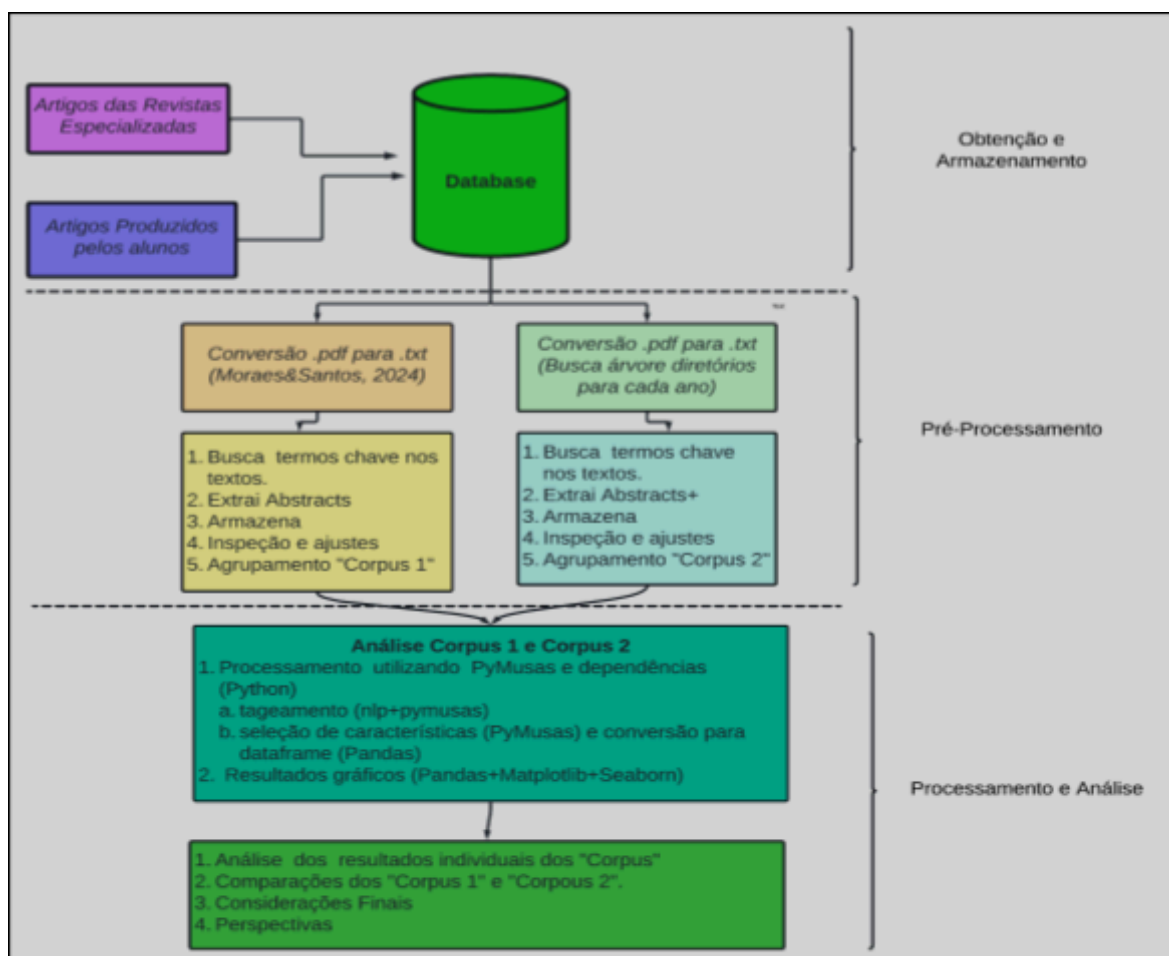 Artigos das Revistas
Especializadas
Database
Obtenção e
Armazenamento
Artigos Produzidos
pelos alunos
Conversão .pdf para .txt
(Moraes&Santos, 2024)
Conversão .pdf para .txt
(Busca árvore diretórios
para cada ano)
Pré-Processamento
1. Busca termos chave nos
textos.
2. Extrai Abstracts
3. Armazena
4. Inspeção e ajustes
5. Agrupamento "Corpus 1"
1. Busca termos chave
nos textos.
2. Extrai Abstracts+
3. Armazena
4. Inspeção e ajustes
5. Agrupamento "Corpus 2"
Análise Corpus 1 e Corpus 2
1. Processamento utilizando PyMusas e dependências
(Python)
a. tageamento (nlp+pymusas)
b. seleção de características (PyMusas) e conversão para
dataframe (Pandas)
2. Resultados gráficos (Pandas+Matplotlib+Seaborn)
Processamento e Análise
1. Análise dos resultados individuais dos "Corpus"
2. Comparações dos "Corpus 1" e "Corpous 2".
3. Considerações Finais
4. Perspectivas